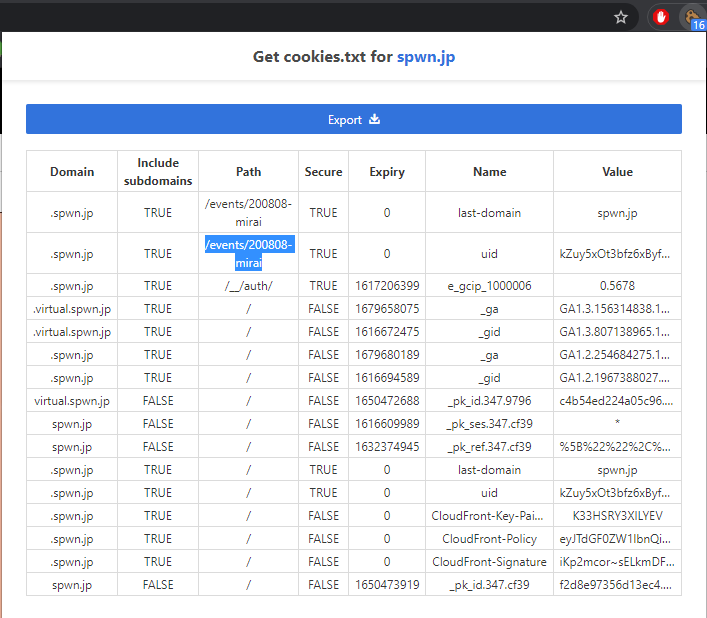 16
Get cookies.txt for spwn.jp
Export
Domain Include subdomains Path Secure Expiry Name Value
.spwn.jp TRUE /events/200808-mirai TRUE 0 last-domain spwn.jp
.spwn.jp TRUE /events/200808-mirai TRUE 0 uid kZuy5xOt3bfz6xByf...
.spwn.jp TRUE /__/auth/ TRUE 1617206399 e_gcip_1000006 0.5678
.virtual.spwn.jp TRUE / FALSE 1679658075 _ga GA1.3.156314838.1...
.virtual.spwn.jp TRUE / FALSE 1616672475 _gid GA1.3.807138965.1...
.spwn.jp TRUE / FALSE 1679680189 _ga GA1.2.254684275.1...
.spwn.jp TRUE / FALSE 1616694589 _gid GA1.2.1967388027....
virtual.spwn.jp FALSE / FALSE 1650472688 _pk_id.347.9796 c4b54ed224a05c96....
spwn.jp FALSE / FALSE 1616609989 _pk_ses.347.cf39 *
spwn.jp FALSE / FALSE 1632374945 _pk_ref.347.cf39 %5B%22%22%2C%...
.spwn.jp TRUE / TRUE 0 last-domain spwn.jp
.spwn.jp TRUE / TRUE 0 uid kZuy5xOt3bfz6xByf...
.spwn.jp TRUE / FALSE 0 CloudFront-Key-Pai... K33HSRY3XILYEV
.spwn.jp TRUE / FALSE 0 CloudFront-Policy eyJTdGF0ZW1lbnQi...
.spwn.jp TRUE / FALSE 0 CloudFront-Signature iKp2mcor~sELkmDF...
spwn.jp FALSE / FALSE 1650473919 _pk_id.347.cf39 f2d8e97356d13ec4....